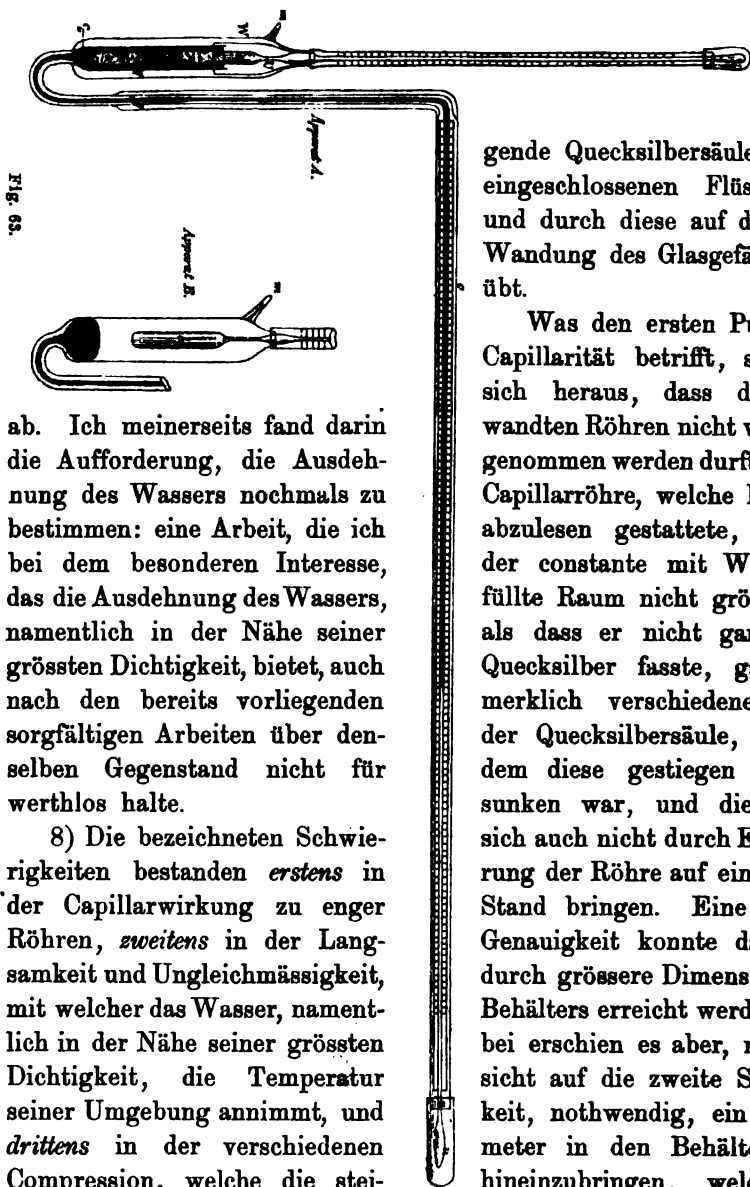 m
W
Apparat A.
Fig. 63.
Apparat B.
m
ab. Ich meinerseits fand darin
die Aufforderung, die Ausdeh-
nung des Wassers nochmals zu
bestimmen: eine Arbeit, die ich
bei dem besonderen Interesse,
das die Ausdehnung des Wassers,
namentlich in der Nähe seiner
grössten Dichtigkeit, bietet, auch
nach den bereits vorliegenden
sorgfältigen Arbeiten über den-
selben Gegenstand nicht für
werthlos halte.
8) Die bezeichneten Schwie-
rigkeiten bestanden erstens in
der Capillarwirkung zu enger
Röhren, zweitens in der Lang-
samkeit und Ungleichmässigkeit,
mit welcher das Wasser, nament-
lich in der Nähe seiner grössten
Dichtigkeit, die Temperatur
seiner Umgebung annimmt, und
drittens in der verschiedenen
Compression, welche die stei-
gende Quecksilbersäule
eingeschlossenen Flüs
und durch diese auf d
Wandung des Glasgefä
übt.
Was den ersten Pu
Capillarität betrifft, s
sich heraus, dass d
wandten Röhren nicht
genommen werden durf
Capillarröhre, welche
abzulesen gestattete,
der constante mit W
füllte Raum nicht grö
als dass er nicht gan
Quecksilber fasste, g
merklich verschiedene
der Quecksilbersäule,
dem diese gestiegen
sunken war, und die
sich auch nicht durch E
rung der Röhre auf ein
Stand bringen. Eine
Genauigkeit konnte d
durch grössere Dimens
Behälters erreicht werd
bei erschien es aber,
sicht auf die zweite S
keit, nothwendig, ein
meter in den Behälte
hineinzubringen, welc